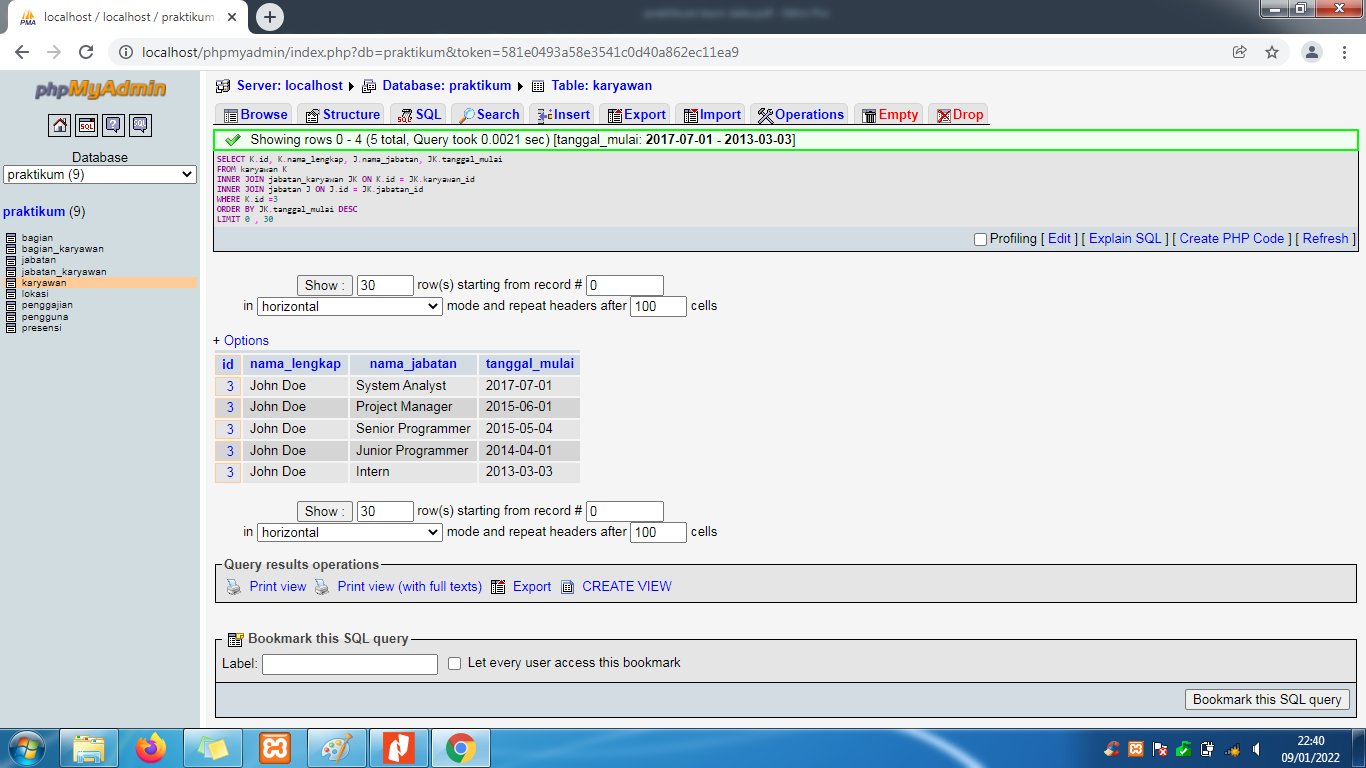 localhost / localhost / praktikum
localhost/phpmyadmin/index.php?db=praktikum&token=581e0493a58e3541c0d40a862ec11ea9
phpMyAdmin
Database
praktikum (9)
praktikum (9)
bagian
bagian_karyawan
jabatan
jabatan_karyawan
karyawan
lokasi
penggajian
pengguna
presensi
Server: localhost Database: praktikum Table: karyawan
Browse Structure SQL Search Insert Export Import Operations Empty Drop
Showing rows 0 - 4 (5 total, Query took 0.0021 sec) [tanggal_mulai: 2017-07-01 - 2013-03-03]
SELECT K.id, K.nama_lengkap, J.nama_jabatan, JK.tanggal_mulai
FROM karyawan K
INNER JOIN jabatan_karyawan JK ON K.id = JK.karyawan_id
INNER JOIN jabatan J ON J.id = JK.jabatan_id
WHERE K.id =3
ORDER BY JK.tanggal_mulai DESC
LIMIT 0 , 30
Profiling [ Edit ] [ Explain SQL ] [ Create PHP Code ] [ Refresh ]
Show : 30 row(s) starting from record # 0
in horizontal mode and repeat headers after 100 cells
+ Options
id nama_lengkap nama_jabatan tanggal_mulai
3 John Doe System Analyst 2017-07-01
3 John Doe Project Manager 2015-06-01
3 John Doe Senior Programmer 2015-05-04
3 John Doe Junior Programmer 2014-04-01
3 John Doe Intern 2013-03-03
Show : 30 row(s) starting from record # 0
in horizontal mode and repeat headers after 100 cells
Query results operations
Print view Print view (with full texts) Export CREATE VIEW
Bookmark this SQL query
Label: Let every user access this bookmark
Bookmark this SQL query
22:40
09/01/2022